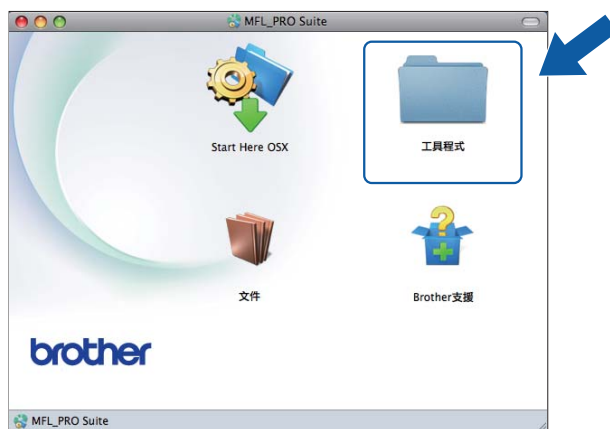 MFL_PRO Suite
Start Here OSX
工具程式
文件
Brother支援
brother
MFL_PRO Suite